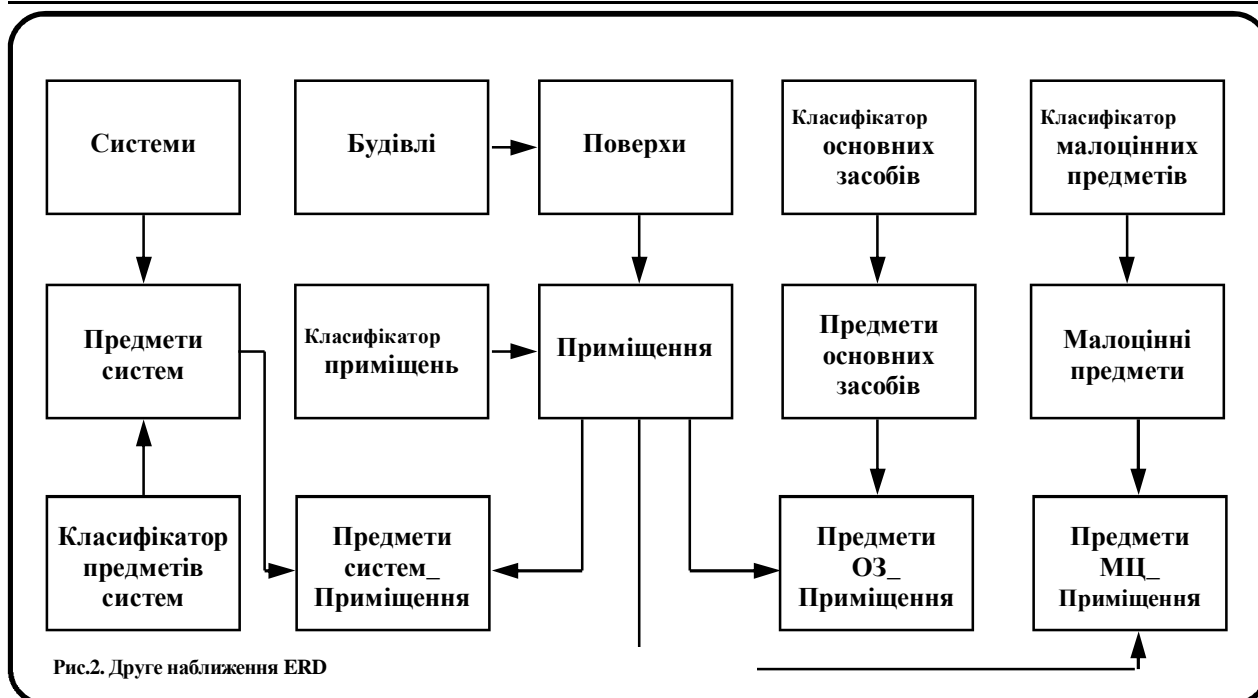 Системи
Будівлі
Поверхи
Класифікатор
основних
засобів
Класифікатор
малоцінних
предметів
Предмети
систем
Класифікатор
приміщень
Приміщення
Предмети
основних
засобів
Малоцінні
предмети
Класифікатор
предметів
систем
Предмети
систем_
Приміщення
Предмети
ОЗ_
Приміщення
Предмети
МЦ_
Приміщення
Рис.2. Друге наближення ERD